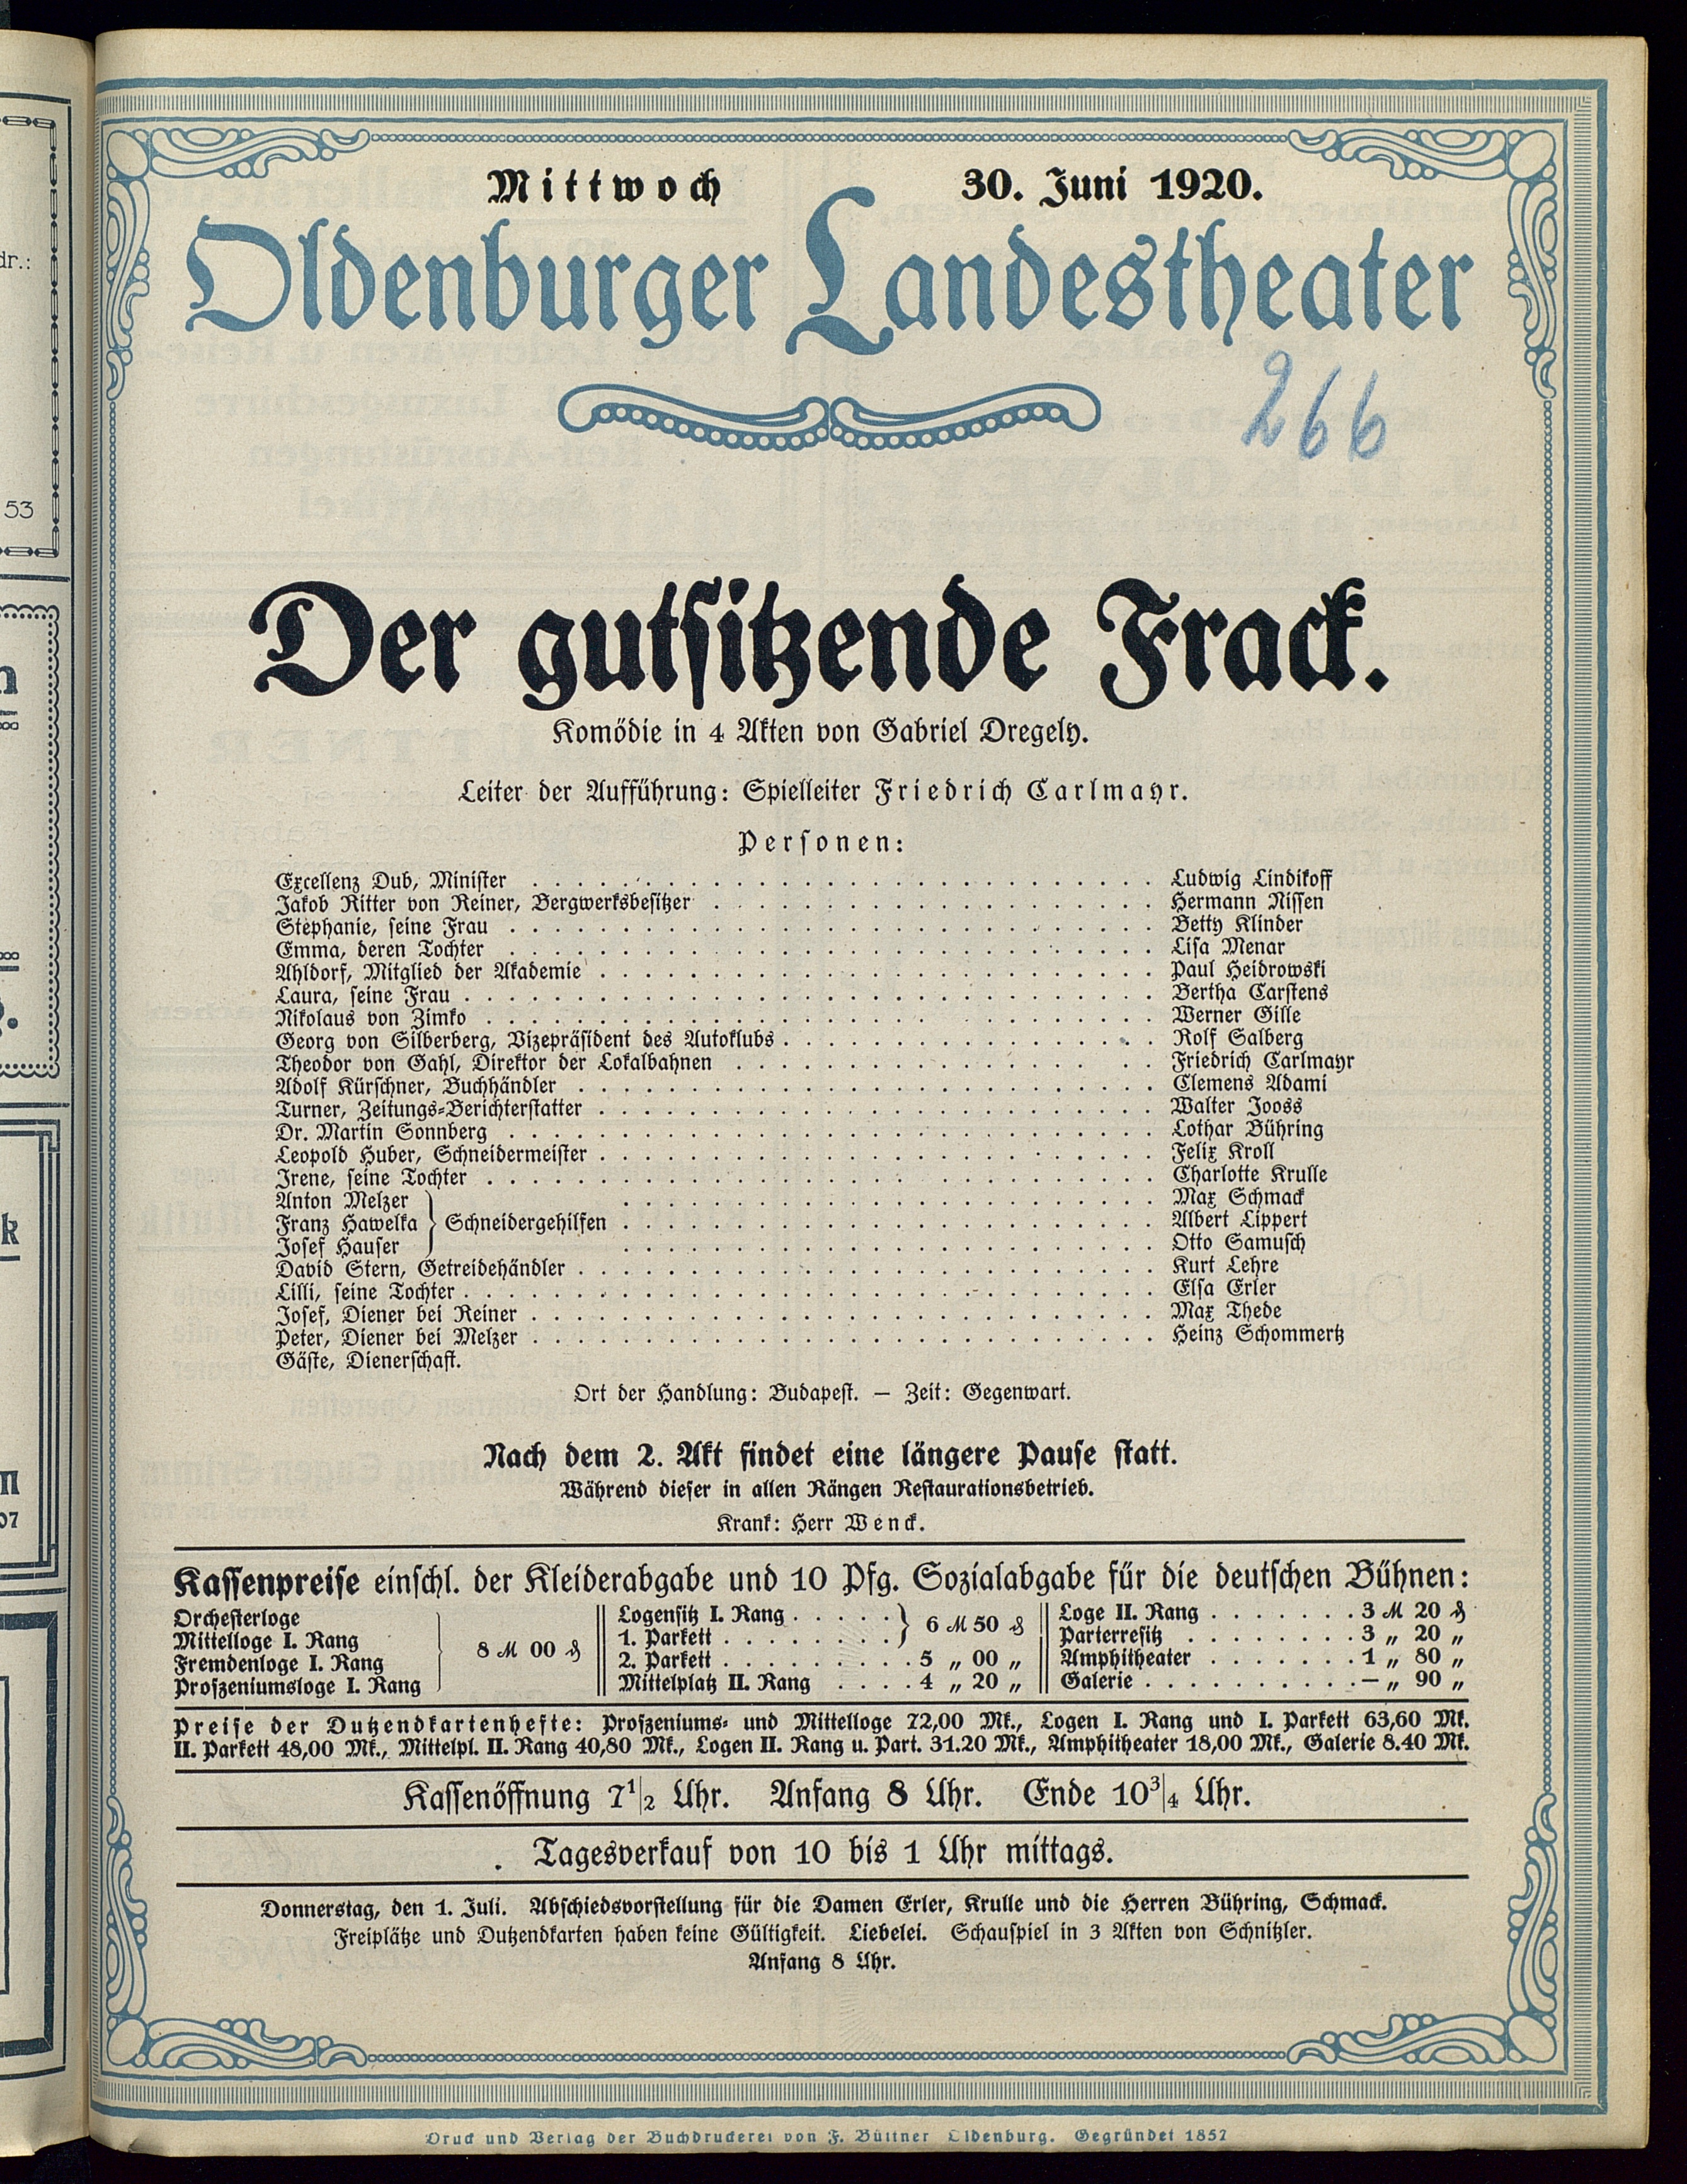 Mittwoch 30. Juni 1920.
Oldenburger Landestheater
266
Der gutsitzende Frack.
Komödie in 4 Akten von Gabriel Dregely.
Leiter der Aufführung: Spielleiter Friedrich Carlmayr.
Personen:
Excellenz Dub, Minister . . . . . Ludwig Lindikoff
Jakob Ritter von Reiner, Bergwerksbesitzer . . . . . Hermann Nissen
Stephanie, seine Frau . . . . . Betty Klinder
Emma, deren Tochter . . . . . Lisa Menar
Ahldorf, Mitglied der Akademie . . . . . Paul Heidrowski
Laura, seine Frau . . . . . Bertha Carstens
Nikolaus von Zimko . . . . . Werner Gille
Georg von Silberberg, Vizepräsident des Autoklubs . . . . . Rolf Salberg
Theodor von Gahl, Direktor der Lokalbahnen . . . . . Friedrich Carlmayr
Adolf Kürschner, Buchhändler . . . . . Clemens Adami
Turner, Zeitungs-Berichterstatter . . . . . Walter Jooss
Dr. Martin Sonnberg . . . . . Lothar Bühring
Leopold Huber, Schneidermeister . . . . . Felix Kroll
Irene, seine Tochter . . . . . Charlotte Krulle
Anton Melzer . . . . . Max Schmack
Franz Hawelka } Schneidergehilfen . . . . . Albert Lippert
Josef Hauser . . . . . Otto Samusch
David Stern, Getreidehändler . . . . . Kurt Lehre
Lilli, seine Tochter . . . . . Elsa Erler
Josef, Diener bei Reiner . . . . . Max Thede
Peter, Diener bei Melzer . . . . . Heinz Schommertz
Gäste, Dienerschaft.
Ort der Handlung: Budapest. — Zeit: Gegenwart.
Nach dem 2. Akt findet eine längere Pause statt.
Während dieser in allen Rängen Restaurationsbetrieb.
Krank: Herr Wenck.
Kassenpreise einschl. der Kleiderabgabe und 10 Pfg. Sozialabgabe für die deutschen Bühnen:
Orchesterloge
Mittelloge I. Rang
Fremdenloge I. Rang
Proszeniumsloge I. Rang
8 ℳ 00 ₰
Logensitz I. Rang . . . . .
1. Parkett . . . . . . . .
6 ℳ 50 ₰
2. Parkett . . . . . . . . . 5 „ 00 „
Mittelplatz II. Rang . . . . 4 „ 20 „
Loge II. Rang . . . . . . . 3 ℳ 20 ₰
Parterresitz . . . . . . . . 3 „ 20 „
Amphitheater . . . . . . . 1 „ 80 „
Galerie . . . . . . . . . . — „ 90 „
Preise der Dutzendkartenhefte: Proszeniums- und Mittelloge 72,00 Mk., Logen I. Rang und I. Parkett 63,60 Mk.
II. Parkett 48,00 Mk., Mittelpl. II. Rang 40,80 Mk., Logen II. Rang u. Part. 31.20 Mk., Amphitheater 18,00 Mk., Galerie 8.40 Mk.
Kassenöffnung 7 1/2 Uhr. Anfang 8 Uhr. Ende 10 3/4 Uhr.
Tagesverkauf von 10 bis 1 Uhr mittags.
Donnerstag, den 1. Juli. Abschiedsvorstellung für die Damen Erler, Krulle und die Herren Bühring, Schmack.
Freiplätze und Dutzendkarten haben keine Gültigkeit. Liebelei. Schauspiel in 3 Akten von Schnitzler.
Anfang 8 Uhr.
Druck und Verlag der Buchdruckerei von F. Büttner Oldenburg. Gegründet 1857